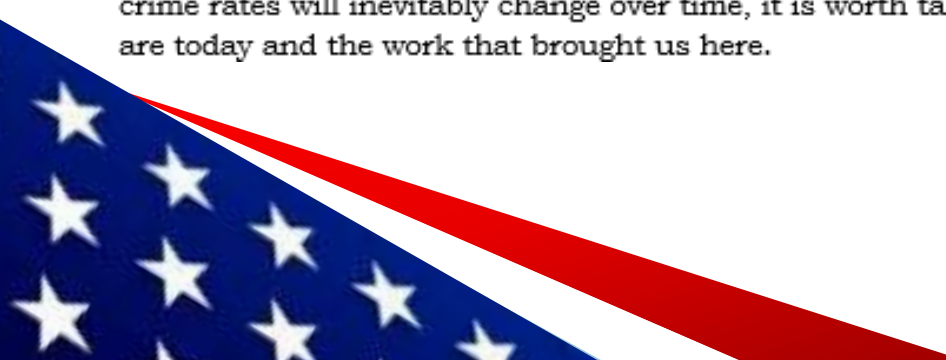 crime rates will inevitably change over time, it is worth ta
are today and the work that brought us here.